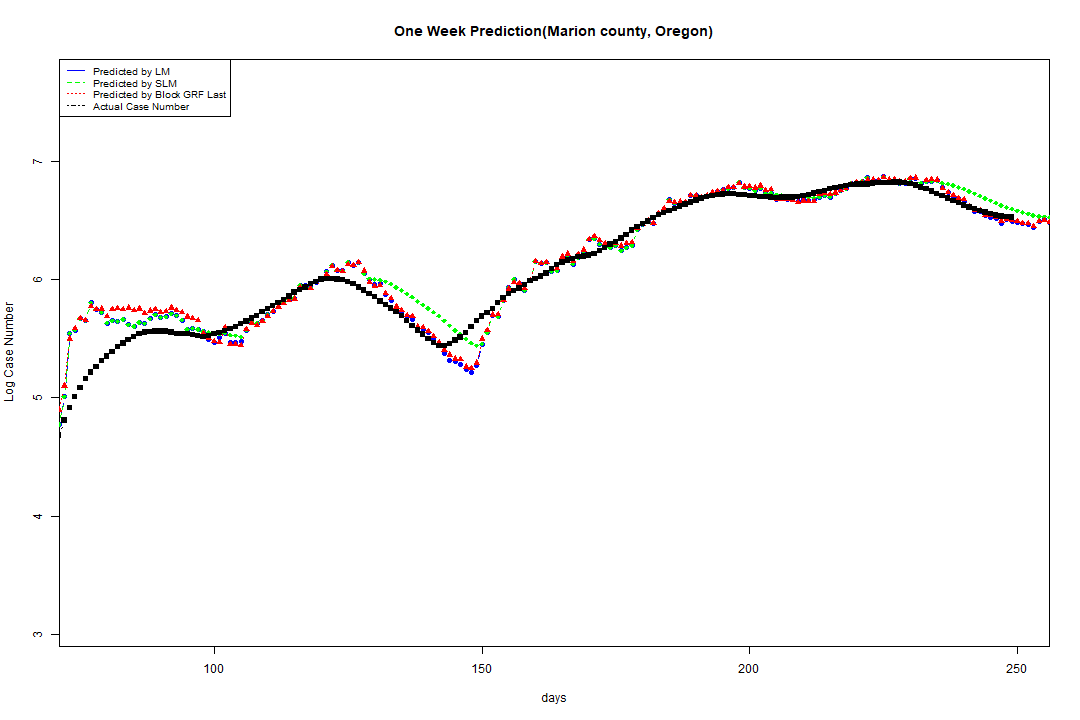 One Week Prediction(Marion county, Oregon)
Predicted by LM
Predicted by SLM
Predicted by Block GRF Last
Actual Case Number
7
6
5
4
3
Log Case Number
100 150 200 250
days